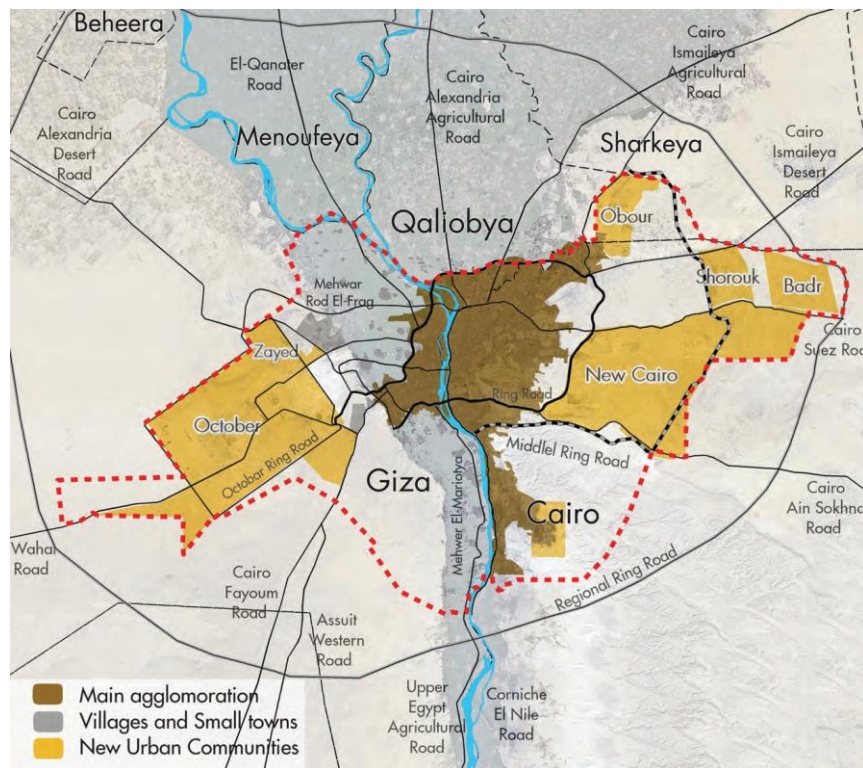 Beheera
El-Qanater
Road
Cairo
Ismaileya
Agricultural
Road
Cairo
Alexandria
Agricultural
Road
Cairo
Alexandria
Desert
Road
Menoufeya
Sharkeya
Cairo
Ismaileya
Desert
Road
Qaliobya
Obour
Mehwar
Rod El-Frag
Shorouk
Badr
Zayed
Cairo
Suez Road
New Cairo
October
Ring Road
Octobar Ring Road
Middlel Ring Road
Giza
Mehwer El-Mariotya
Cairo
Cairo
Ain Sokhna
Road
Wahat
Road
Regional Ring Road
Cairo
Fayoum
Road
Assuit
Western
Road
Upper
Egypt
Agricultural
Road
Corniche
El Nile
Road
Main agglomoration
Villages and Small towns
New Urban Communities